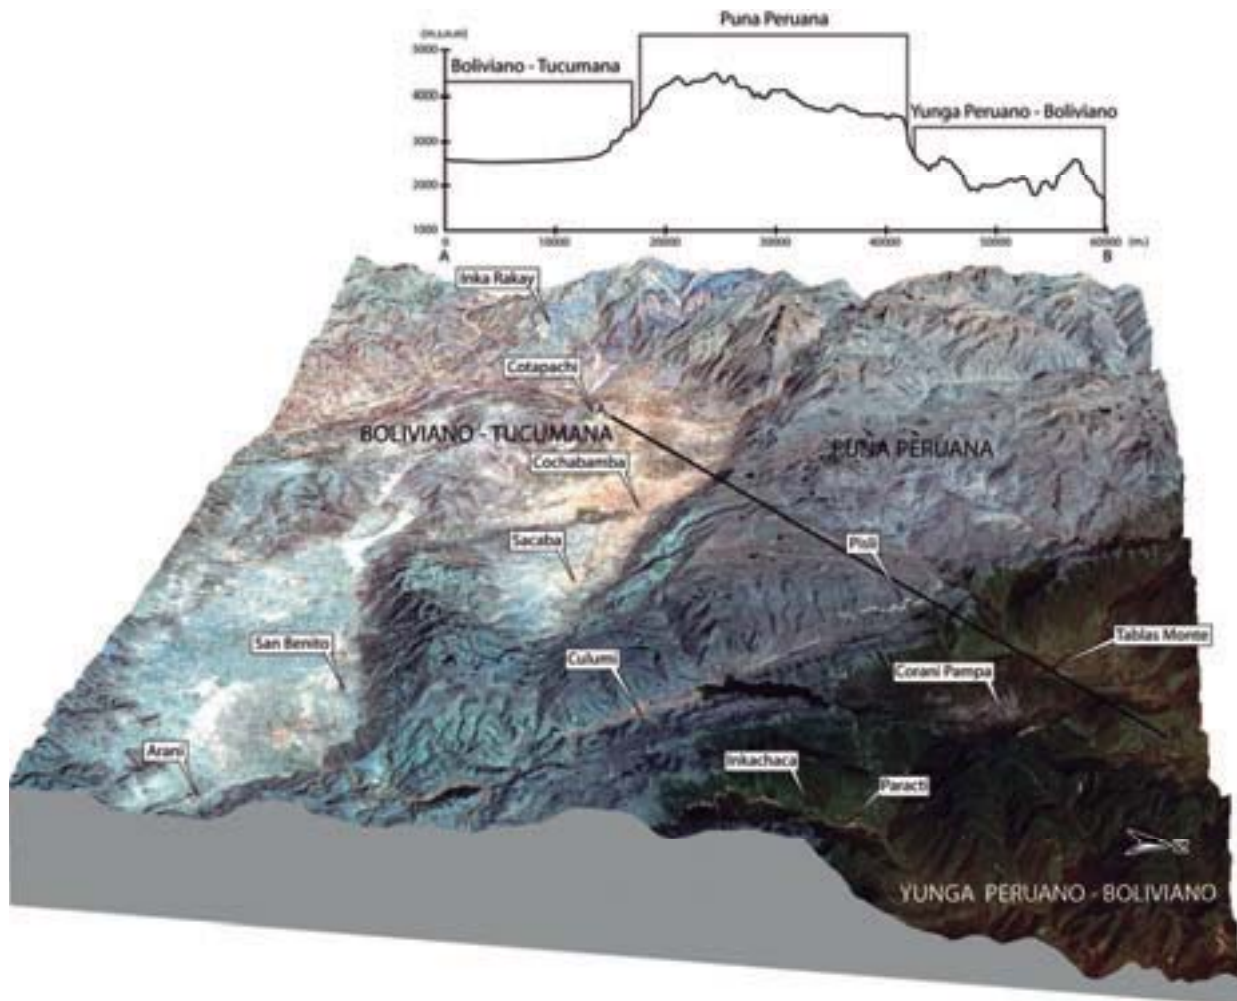 Puna Peruana
(m.s.n.m)
5000
Boliviano - Tucumana
4000
Yunga Peruano - Boliviano
3000
2000
1000
0 10000 20000 30000 40000 50000 60000 (m.)
A B
Inka Rakay
Cotapachi
BOLIVIANO - TUCUMANA
PUNA PERUANA
Cochabamba
Sacaba
San Benito
Tablas Monte
Culumi
Corani Pampa
Arani
Inkachaca
Paracti
YUNGA PERUANO - BOLIVIANO